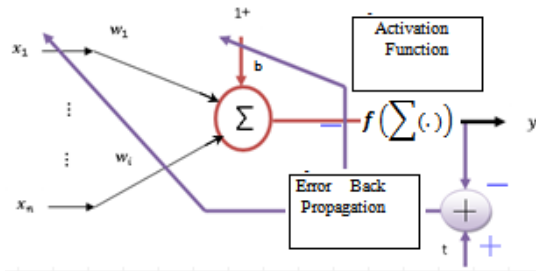 1+
Activation
Function
w₁
x₁
b
Σ
f(∑(.))
y
⋮
⋮
wᵢ
Error Back
Propagation
−
−
+
xₙ
t
+